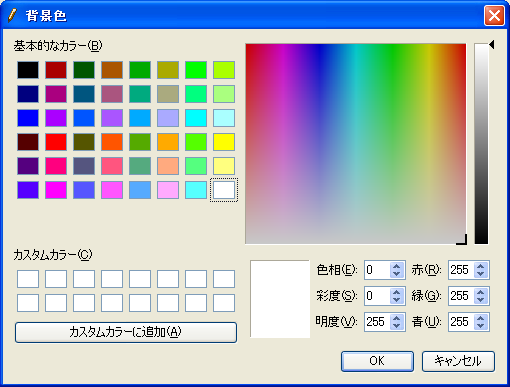 背景色
基本的なカラー(B)
カスタムカラー(C)
カスタムカラーに追加(A)
色相(E): 0 赤(R): 255
彩度(S): 0 緑(G): 255
明度(V): 255 青(U): 255
OK キャンセル